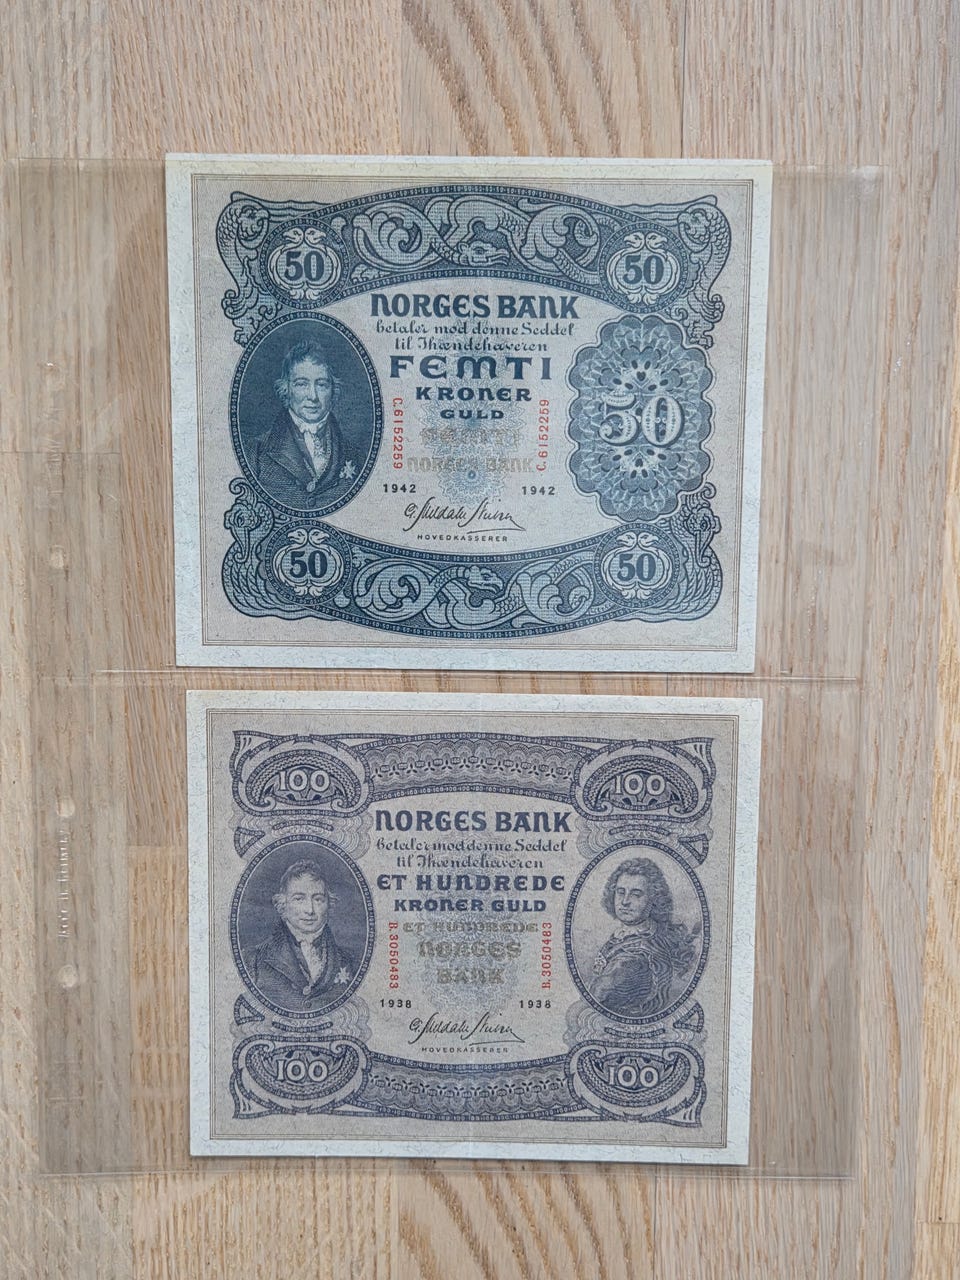 50
50
NORGES BANK
betaler mod denne Seddel
til Ihændehaveren
FEMTI
KRONER
GULD
50
C.6152259
C.6152259
FEMTI
NORGES BANK
1942
1942
HOVEDKASSERER
50
50
100
100
NORGES BANK
betaler mod denne Seddel
til Ihændehaveren
ET HUNDREDE
KRONER GULD
B.3050483
B.3050483
ET HUNDREDE
NORGES
BANK
1938
1938
HOVEDKASSERER
100
100